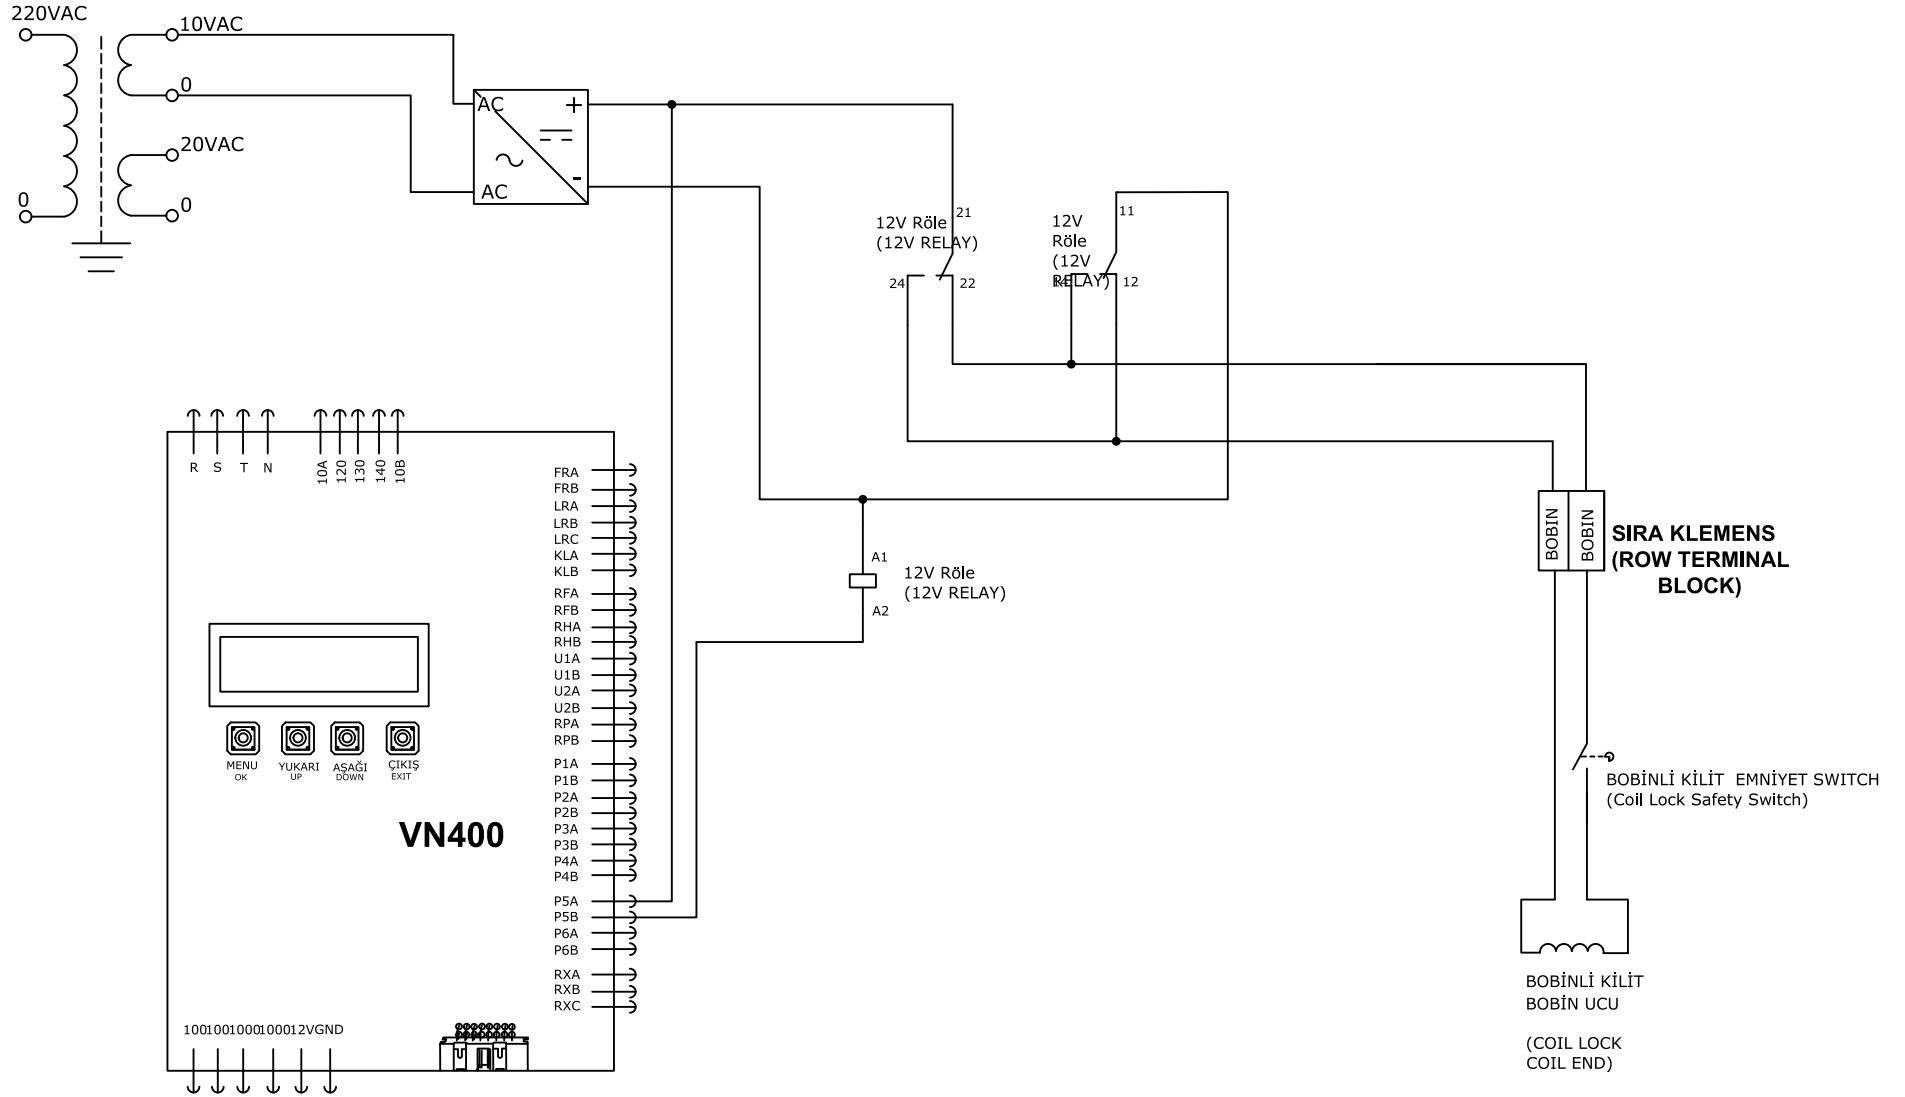 220VAC
10VAC
0
20VAC
0
0
AC
+
AC
-
12V Röle
(12V RELAY)
21
24
22
12V
Röle
(12V
RELAY)
11
14
12
R
S
T
N
10A
120
130
140
10B
FRA
FRB
LRA
LRB
LRC
KLA
KLB
RFA
RFB
RHA
RHB
U1A
U1B
U2A
U2B
RPA
RPB
P1A
P1B
P2A
P2B
P3A
P3B
P4A
P4B
P5A
P5B
P6A
P6B
RXA
RXB
RXC
A1
12V Röle
(12V RELAY)
A2
BOBIN
BOBIN
SIRA KLEMENS
(ROW TERMINAL
BLOCK)
MENU
OK
YUKARI
UP
AŞAĞI
DOWN
ÇIKIŞ
EXIT
VN400
BOBİNLİ KİLİT EMNİYET SWITCH
(Coil Lock Safety Switch)
BOBİNLİ KİLİT
BOBİN UCU
(COIL LOCK
COIL END)
100
100
1000
1000
12V
GND